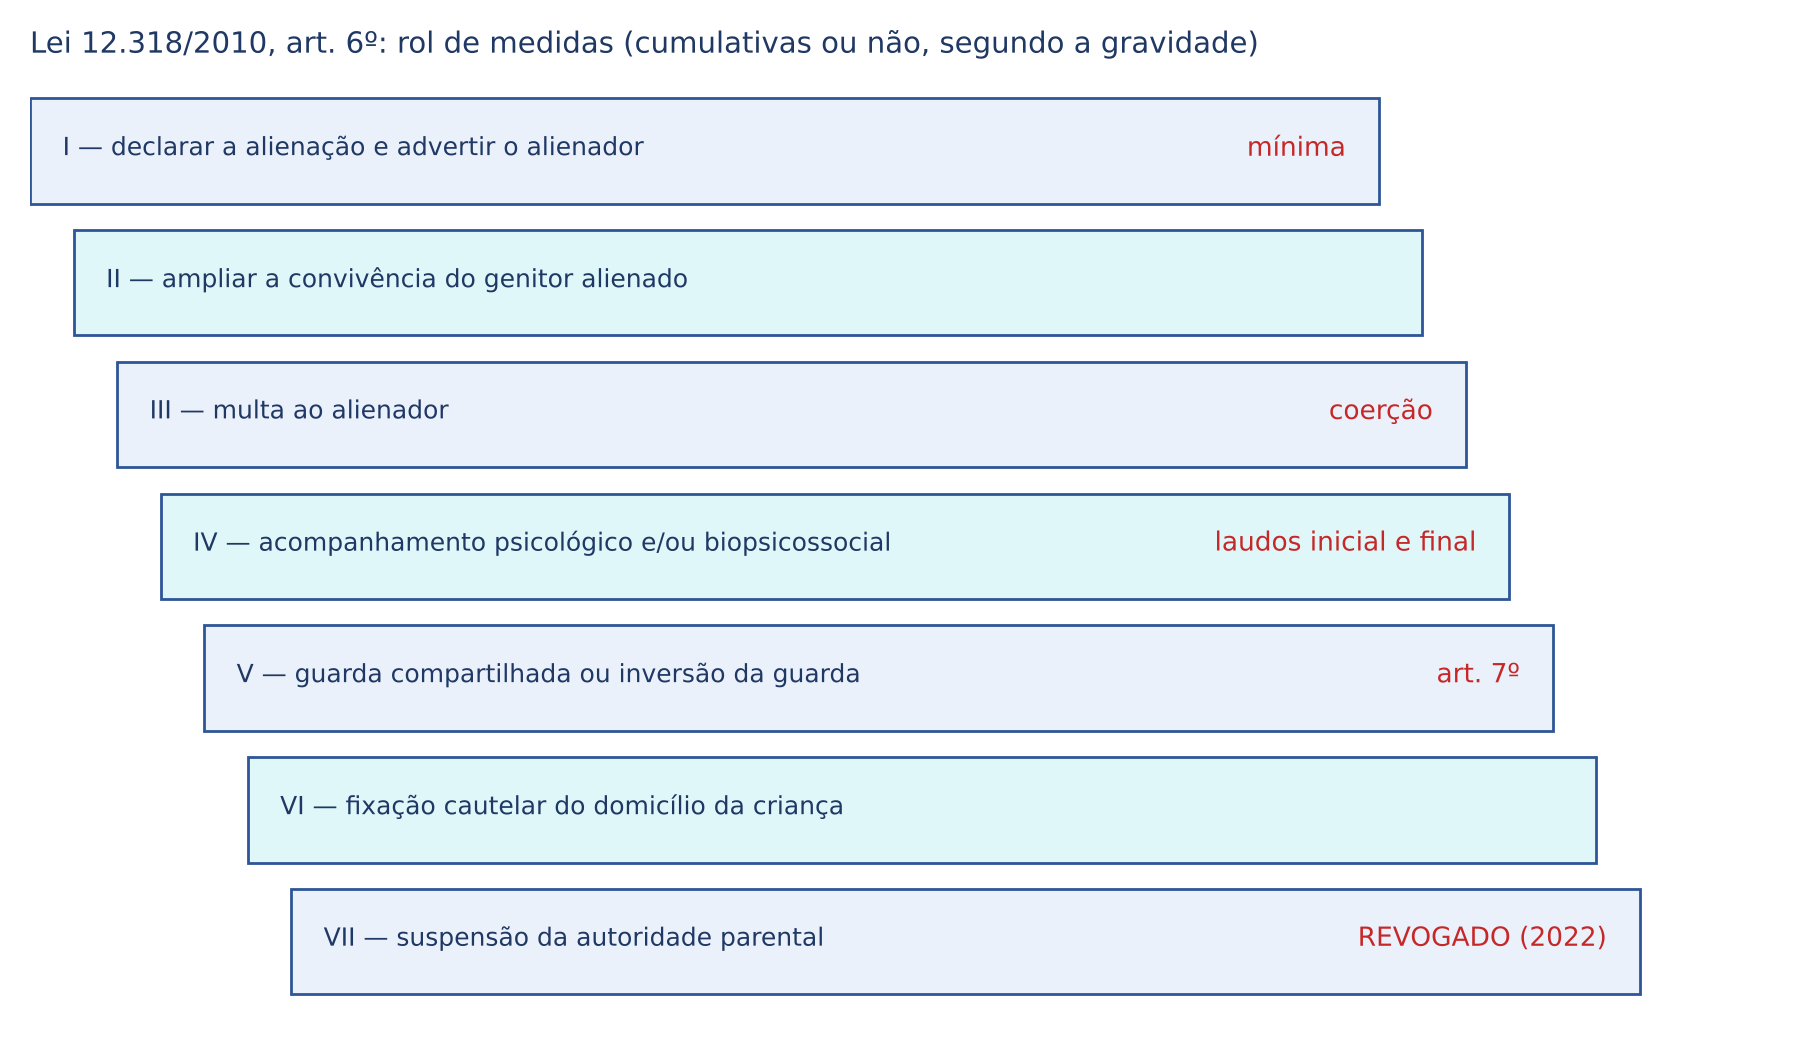 Lei 12.318/2010, art. 6º: rol de medidas (cumulativas ou não, segundo a gravidade)
I — declarar a alienação e advertir o alienador mínima
II — ampliar a convivência do genitor alienado
III — multa ao alienador coerção
IV — acompanhamento psicológico e/ou biopsicossocial laudos inicial e final
V — guarda compartilhada ou inversão da guarda art. 7º
VI — fixação cautelar do domicílio da criança
VII — suspensão da autoridade parental REVOGADO (2022)